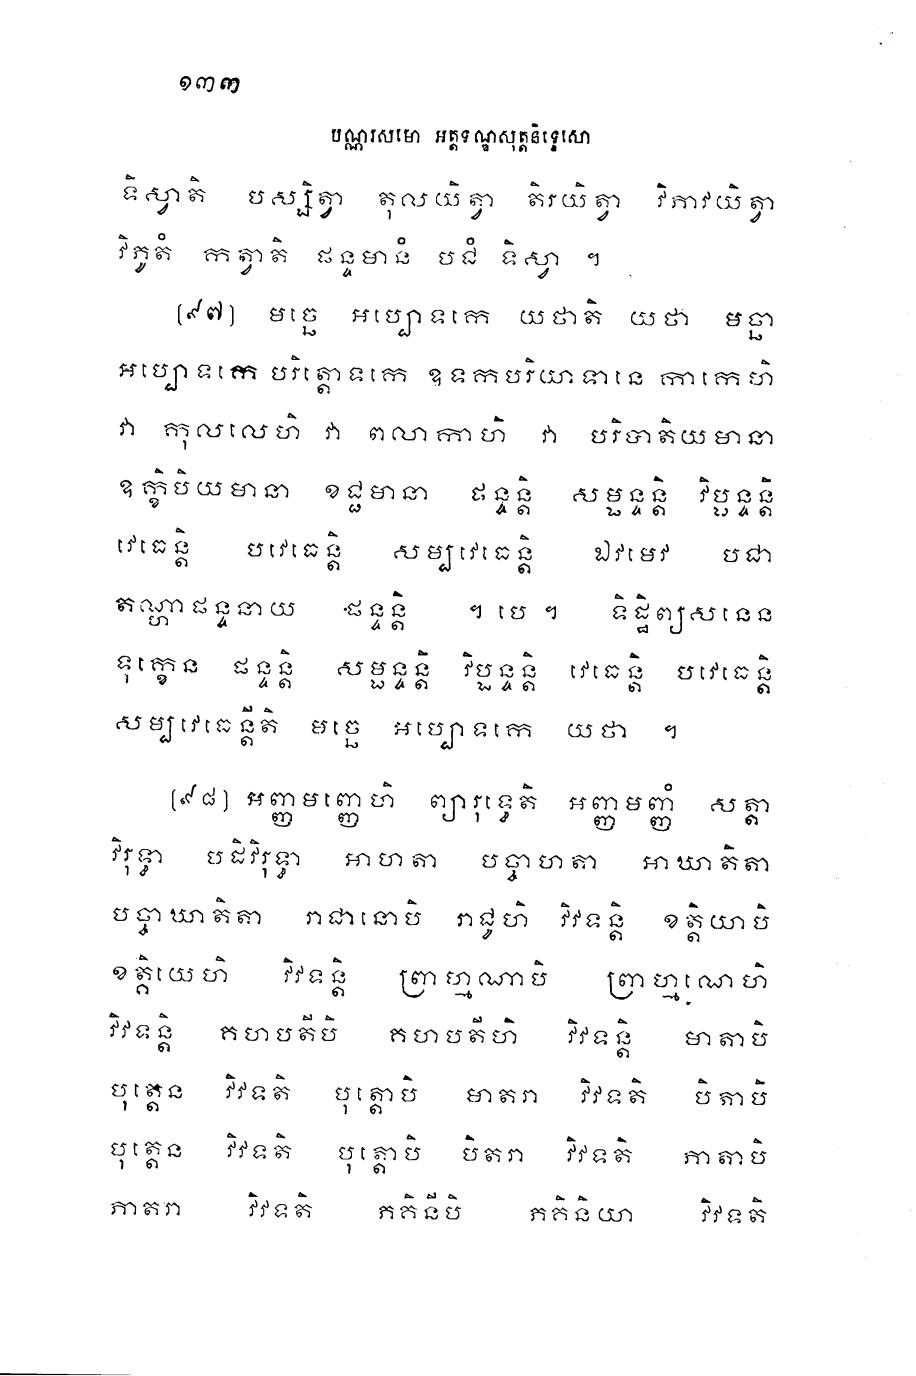 ១៣៣
បណ្ណរសមោ អត្តទណ្ឌសុត្តនិទ្ទេសោ
ទិស្វាតិ បស្សិត្វា តុលយិត្វា តិរយិត្វា វិភាវយិត្វា
វិភូតំ កត្វាតិ ផន្ទមានំ បជំ ទិស្វា ។
(៩៧) មច្ឆេ អប្បោទកេ យថាតិ យថា មច្ឆា
អប្បោទកេ បរិត្តោទកេ ឧទកបរិយាទានេ កាកេហិ
វា កុលលេហិ វា ពលាកាហិ វា បរិបាតិយមានា
ឧក្ខិបិយមានា ខជ្ជមានា ផន្ទន្តិ សម្ផន្ទន្តិ វិប្ផន្ទន្តិ
វេធេន្តិ បវេធេន្តិ សម្បវេធេន្តិ ឯវមេវ បជា
តណ្ហាផន្ទនាយ ផន្ទន្តិ ។ បេ ។ ទិដ្ឋិព្យសនេន
ទុក្ខេន ផន្ទន្តិ សម្ផន្ទន្តិ វិប្ផន្ទន្តិ វេធេន្តិ បវេធេន្តិ
សម្បវេធេន្តីតិ មច្ឆេ អប្បោទកេ យថា ។
(៩៨) អញ្ញមញ្ញេហិ ព្យារុទ្ធេតិ អញ្ញមញ្ញំ សត្តា
វិរុទ្ធា បដិវិរុទ្ធា អាហតា បច្ចាហតា អាឃាតិតា
បច្ចាឃាតិតា រាជានោបិ រាជូហិ វិវទន្តិ ខត្តិយាបិ
ខត្តិយេហិ វិវទន្តិ ព្រាហ្មណាបិ ព្រាហ្មណេហិ
វិវទន្តិ គហបតីបិ គហបតីហិ វិវទន្តិ មាតាបិ
បុត្តេន វិវទតិ បុត្តោបិ មាតរា វិវទតិ បិតាបិ
បុត្តេន វិវទតិ បុត្តោបិ បិតរា វិវទតិ ភាតាបិ
ភាតរា វិវទតិ ភគិនីបិ ភគិនិយា វិវទតិ